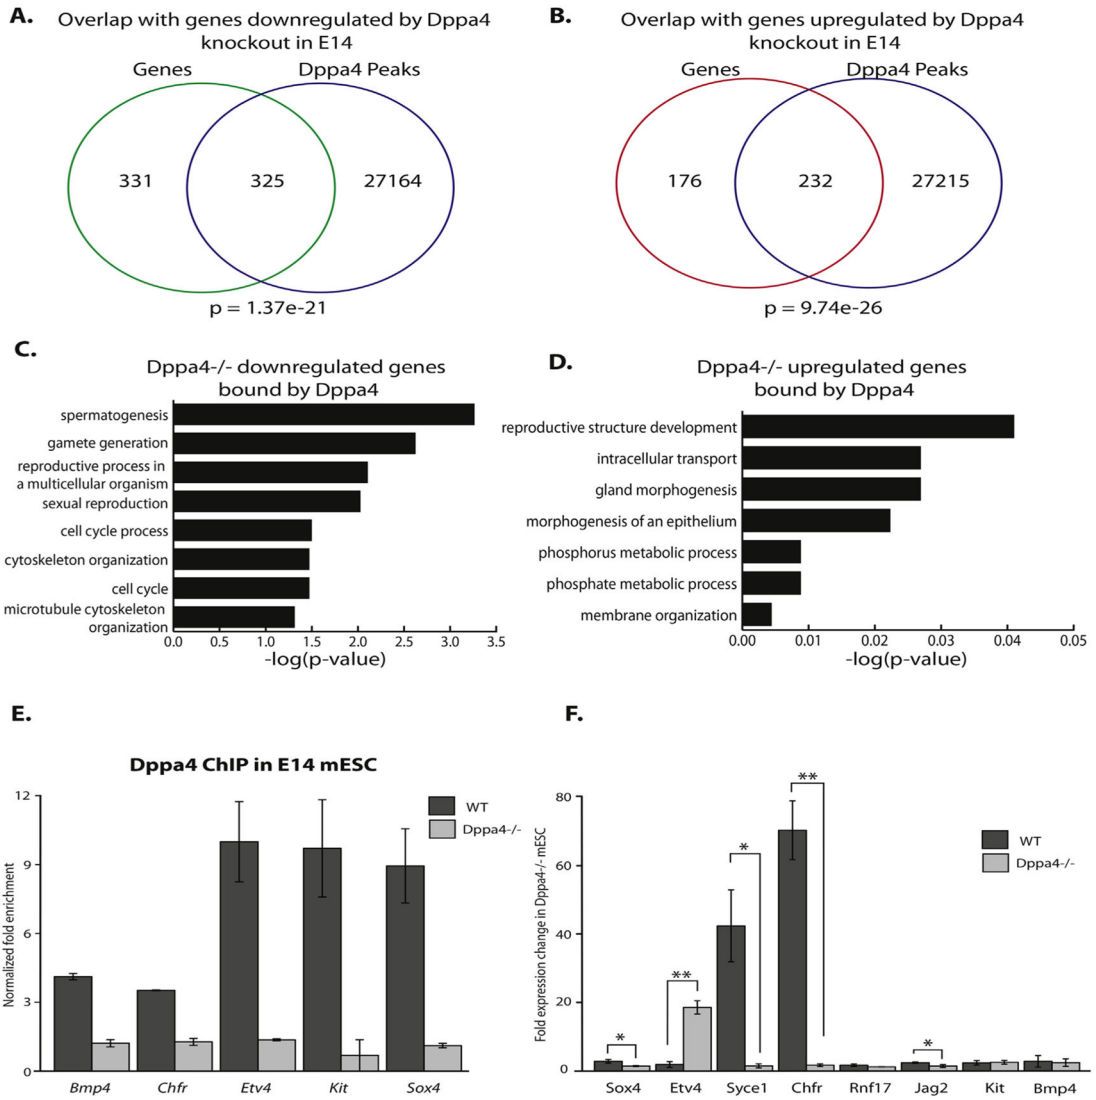 A.
Overlap with genes downregulated by Dppa4
knockout in E14
Genes
Dppa4 Peaks
331
325
27164
p = 1.37e-21
B.
Overlap with genes upregulated by Dppa4
knockout in E14
Genes
Dppa4 Peaks
176
232
27215
p = 9.74e-26
C.
Dppa4-/- downregulated genes
bound by Dppa4
spermatogenesis
gamete generation
reproductive process in
a multicellular organism
sexual reproduction
cell cycle process
cytoskeleton organization
cell cycle
microtubule cytoskeleton
organization
0.0 0.5 1.0 1.5 2.0 2.5 3.0 3.5
-log(p-value)
D.
Dppa4-/- upregulated genes
bound by Dppa4
reproductive structure development
intracellular transport
gland morphogenesis
morphogenesis of an epithelium
phosphorus metabolic process
phosphate metabolic process
membrane organization
0.00 0.01 0.02 0.03 0.04 0.05
-log(p-value)
E.
Dppa4 ChIP in E14 mESC
WT
Dppa4-/-
Normalized fold enrichment
12
9
6
3
0
Bmp4 Chfr Etv4 Kit Sox4
F.
WT
Dppa4-/-
Fold expression change in Dppa4-/- mESC
80
60
40
20
0
*
**
*
**
*
Sox4 Etv4 Syce1 Chfr Rnf17 Jag2 Kit Bmp4